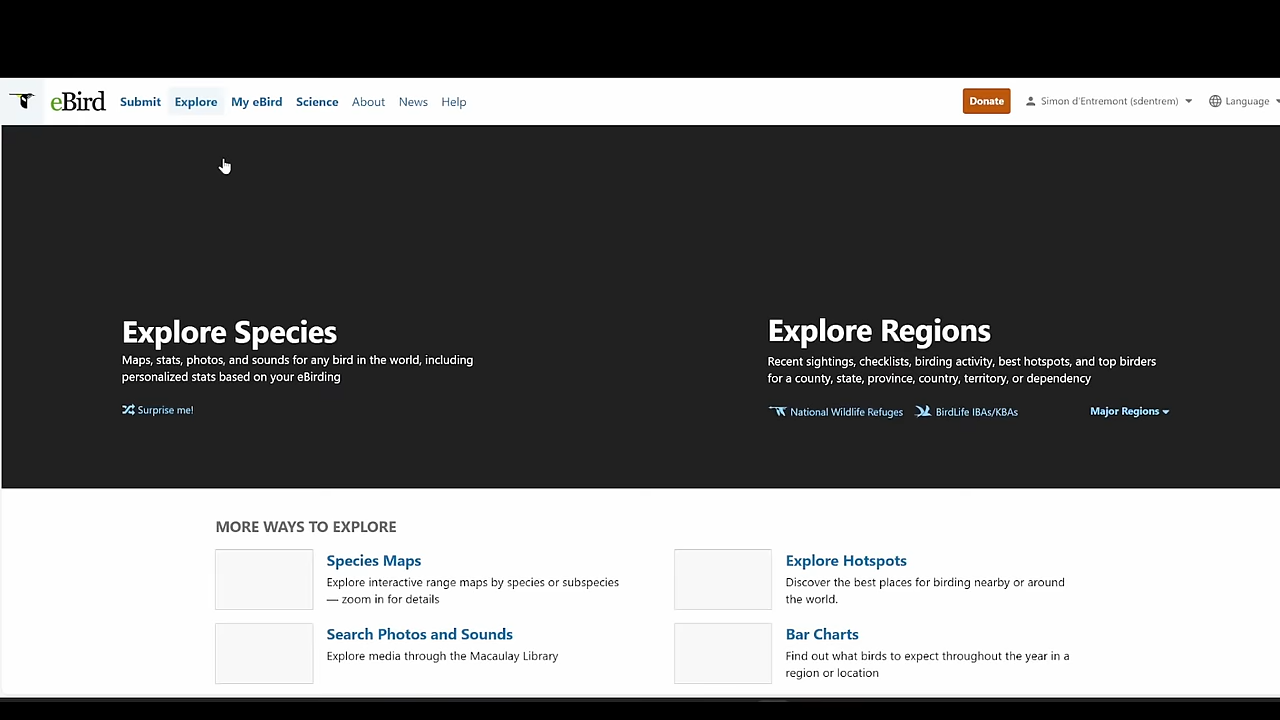 eBird Submit Explore My eBird Science About News Help Donate Simon d'Entremont (sdentrem) Language
Explore Species
Maps, stats, photos, and sounds for any bird in the world, including
personalized stats based on your eBirding
Surprise me!
Explore Regions
Recent sightings, checklists, birding activity, best hotspots, and top birders
for a county, state, province, country, territory, or dependency
National Wildlife Refuges BirdLife IBAs/KBAs Major Regions
MORE WAYS TO EXPLORE
Species Maps
Explore interactive range maps by species or subspecies
— zoom in for details
Explore Hotspots
Discover the best places for birding nearby or around
the world.
Search Photos and Sounds
Explore media through the Macaulay Library
Bar Charts
Find out what birds to expect throughout the year in a
region or location